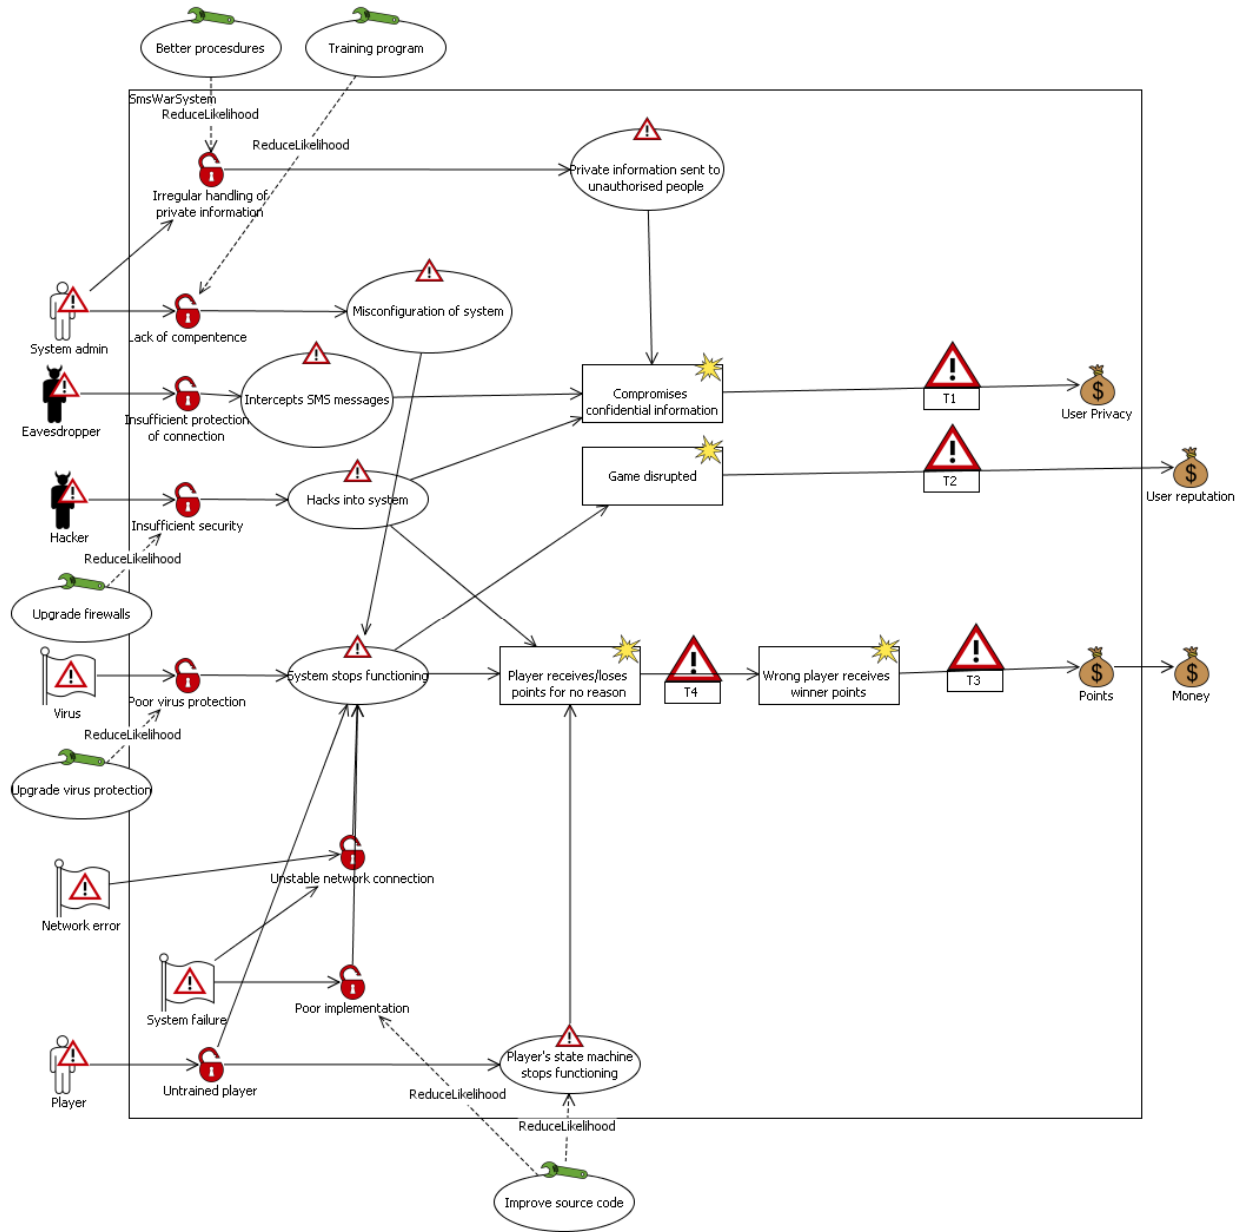 Better procesdures
Training program
SmsWarSystem
ReduceLikelihood
ReduceLikelihood
Private information sent to
unauthorised people
Irregular handling of
private information
Misconfiguration of system
System admin
Lack of compentence
Compromises
confidential information
T1
User Privacy
Intercepts SMS messages
Eavesdropper
Insufficient protection
of connection
Game disrupted
T2
User reputation
Hacks into system
Hacker
Insufficient security
ReduceLikelihood
Upgrade firewalls
System stops functioning
Player receives/loses
points for no reason
T4
Wrong player receives
winner points
T3
Points
Money
Virus
Poor virus protection
ReduceLikelihood
Upgrade virus protection
Unstable network connection
Network error
System failure
Poor implementation
Player's state machine
stops functioning
Player
Untrained player
ReduceLikelihood
ReduceLikelihood
Improve source code